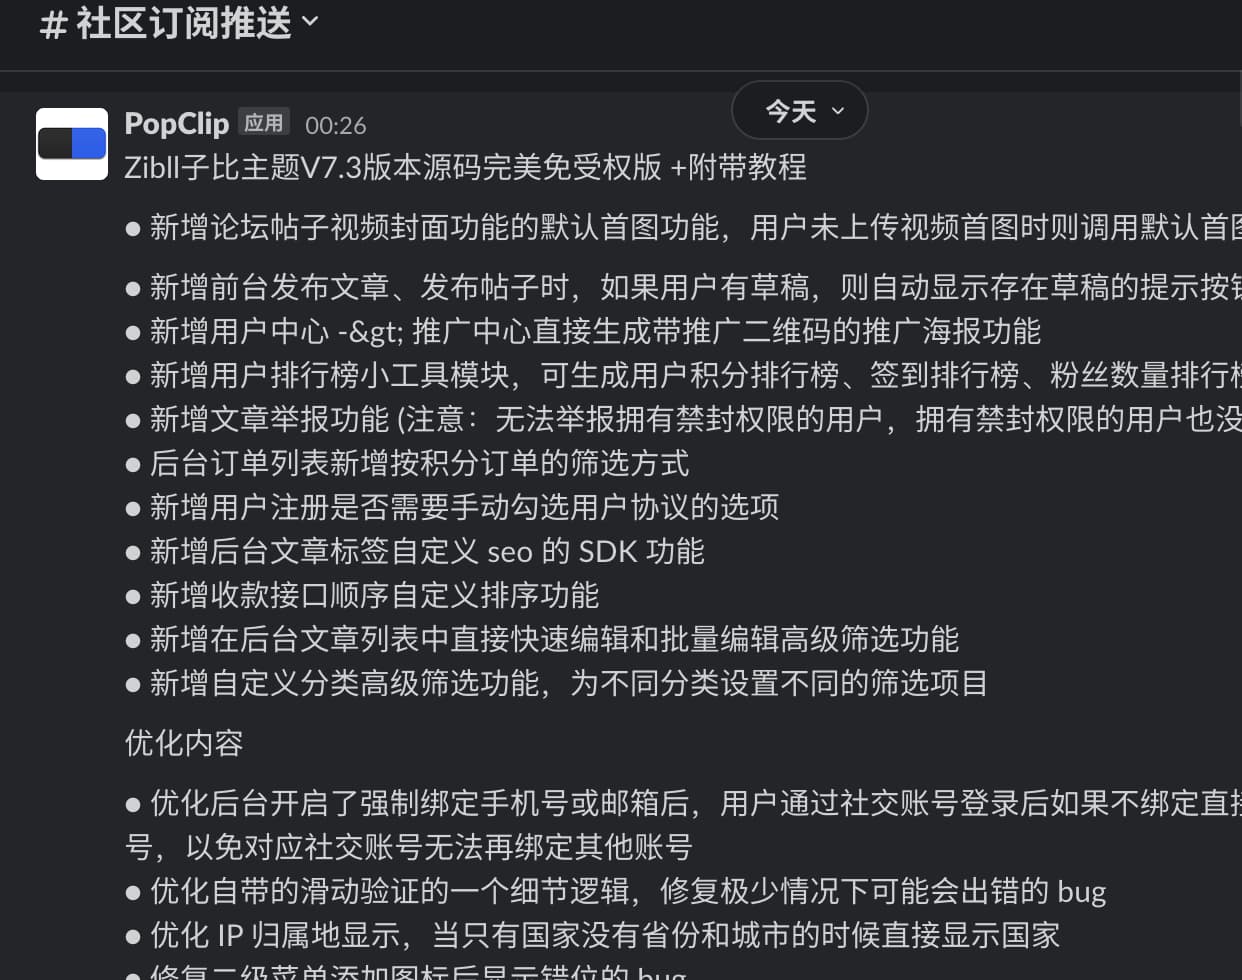 # 社区订阅推送
今天
PopClip 应用 00:26
Zibll子比主题V7.3版本源码完美免受权版 +附带教程
● 新增论坛帖子视频封面功能的默认首图功能，用户未上传视频首图时则调用默认首图
● 新增前台发布文章、发布帖子时，如果用户有草稿，则自动显示存在草稿的提示按钮
● 新增用户中心 -&gt; 推广中心直接生成带推广二维码的推广海报功能
● 新增用户排行榜小工具模块，可生成用户积分排行榜、签到排行榜、粉丝数量排行榜
● 新增文章举报功能 (注意：无法举报拥有禁封权限的用户，拥有禁封权限的用户也没
● 后台订单列表新增按积分订单的筛选方式
● 新增用户注册是否需要手动勾选用户协议的选项
● 新增后台文章标签自定义 seo 的 SDK 功能
● 新增收款接口顺序自定义排序功能
● 新增在后台文章列表中直接快速编辑和批量编辑高级筛选功能
● 新增自定义分类高级筛选功能，为不同分类设置不同的筛选项目
优化内容
● 优化后台开启了强制绑定手机号或邮箱后，用户通过社交账号登录后如果不绑定直接
号，以免对应社交账号无法再绑定其他账号
● 优化自带的滑动验证的一个细节逻辑，修复极少情况下可能会出错的 bug
● 优化 IP 归属地显示，当只有国家没有省份和城市的时候直接显示国家
● 修复二级菜单添加图标后显示错位的 bug